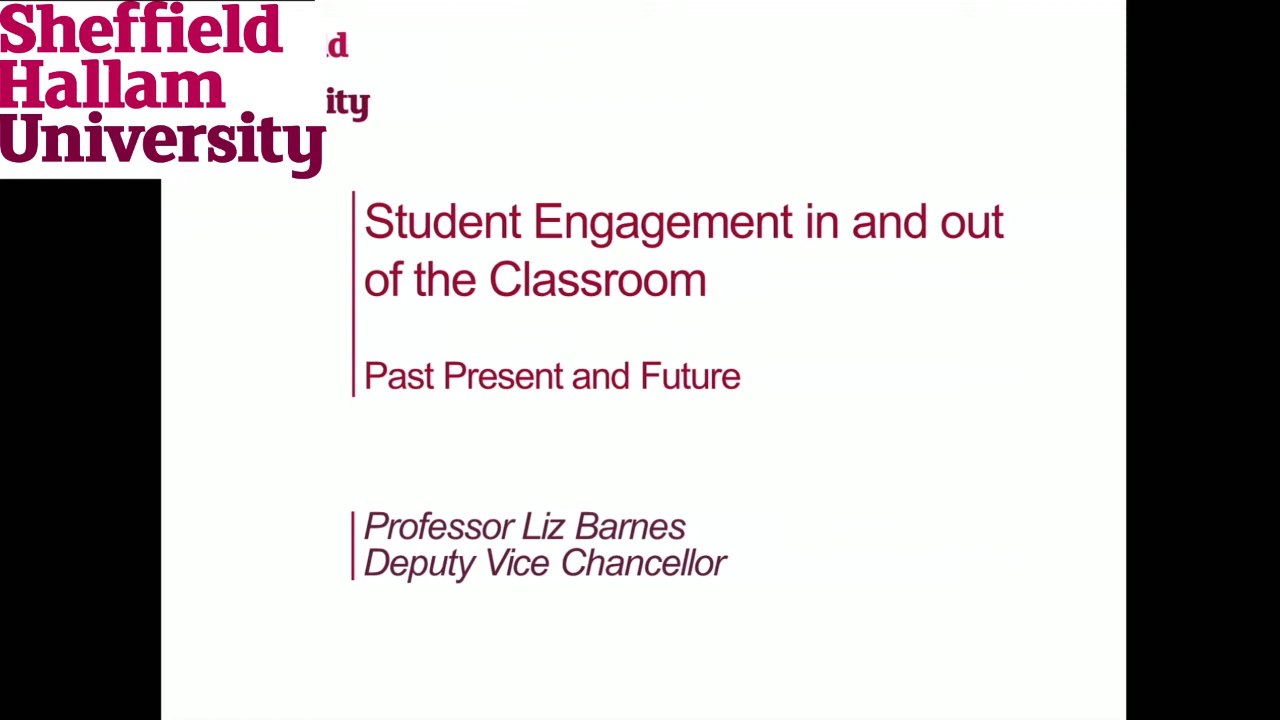 Sheffield
Hallam
University
d
ity
Student Engagement in and out
of the Classroom
Past Present and Future
Professor Liz Barnes
Deputy Vice Chancellor